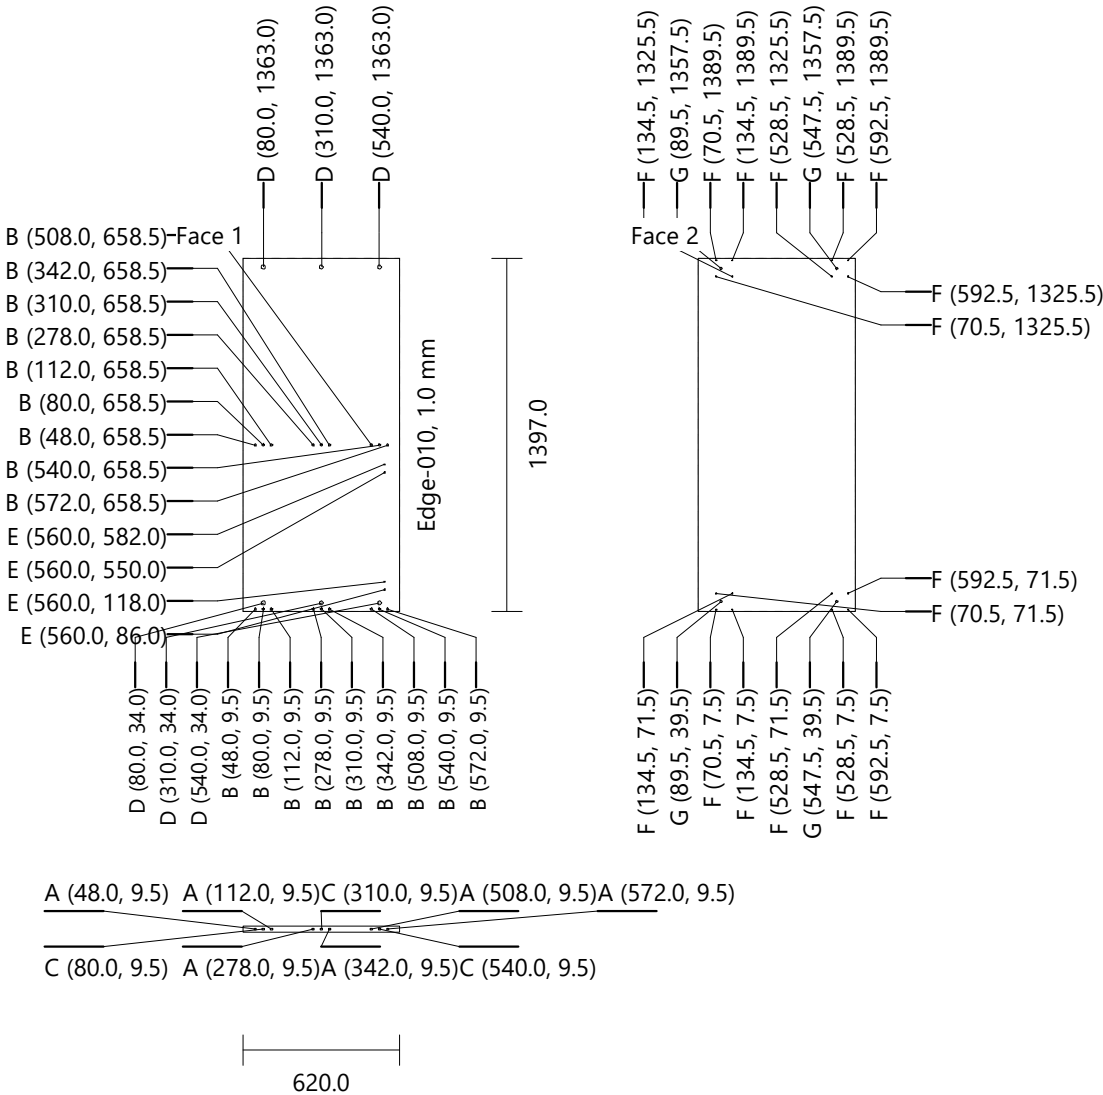 D (80.0, 1363.0)
D (310.0, 1363.0)
D (540.0, 1363.0)
F (134.5, 1325.5)
G (89.5, 1357.5)
F (70.5, 1389.5)
F (134.5, 1389.5)
F (528.5, 1325.5)
G (547.5, 1357.5)
F (528.5, 1389.5)
F (592.5, 1389.5)
B (508.0, 658.5)
Face 1
Face 2
B (342.0, 658.5)
B (310.0, 658.5)
B (278.0, 658.5)
B (112.0, 658.5)
B (80.0, 658.5)
B (48.0, 658.5)
B (540.0, 658.5)
B (572.0, 658.5)
E (560.0, 582.0)
E (560.0, 550.0)
E (560.0, 118.0)
E (560.0, 86.0)
Edge-010, 1.0 mm
1397.0
F (592.5, 1325.5)
F (70.5, 1325.5)
F (592.5, 71.5)
F (70.5, 71.5)
D (80.0, 34.0)
D (310.0, 34.0)
D (540.0, 34.0)
B (48.0, 9.5)
B (80.0, 9.5)
B (112.0, 9.5)
B (278.0, 9.5)
B (310.0, 9.5)
B (342.0, 9.5)
B (508.0, 9.5)
B (540.0, 9.5)
B (572.0, 9.5)
F (134.5, 71.5)
G (89.5, 39.5)
F (70.5, 7.5)
F (134.5, 7.5)
F (528.5, 71.5)
G (547.5, 39.5)
F (528.5, 7.5)
F (592.5, 7.5)
A (48.0, 9.5)
A (112.0, 9.5)
C (310.0, 9.5)
A (508.0, 9.5)
A (572.0, 9.5)
C (80.0, 9.5)
A (278.0, 9.5)
A (342.0, 9.5)
C (540.0, 9.5)
620.0